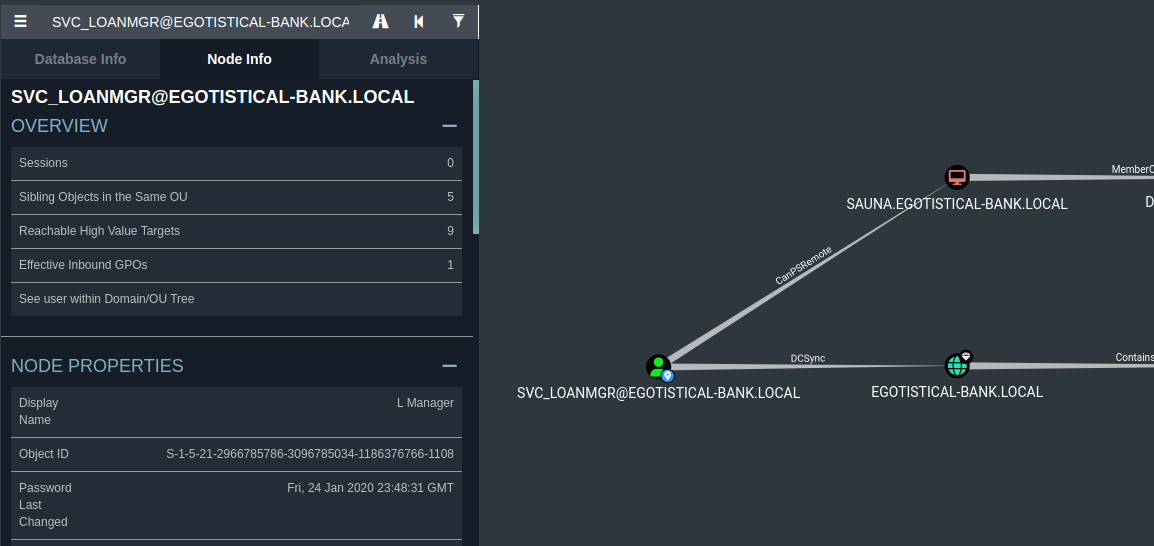 SVC_LOANMGR@EGOTISTICAL-BANK.LOCA
Database Info
Node Info
Analysis
SVC_LOANMGR@EGOTISTICAL-BANK.LOCAL
OVERVIEW
Sessions 0
Sibling Objects in the Same OU 5
Reachable High Value Targets 9
Effective Inbound GPOs 1
See user within Domain/OU Tree
NODE PROPERTIES
Display Name L Manager
Object ID S-1-5-21-2966785786-3096785034-1186376766-1108
Password Last Changed Fri, 24 Jan 2020 23:48:31 GMT
MemberO
SAUNA.EGOTISTICAL-BANK.LOCAL
D
CanPSRemote
DCSync
Contains
SVC_LOANMGR@EGOTISTICAL-BANK.LOCAL
EGOTISTICAL-BANK.LOCAL